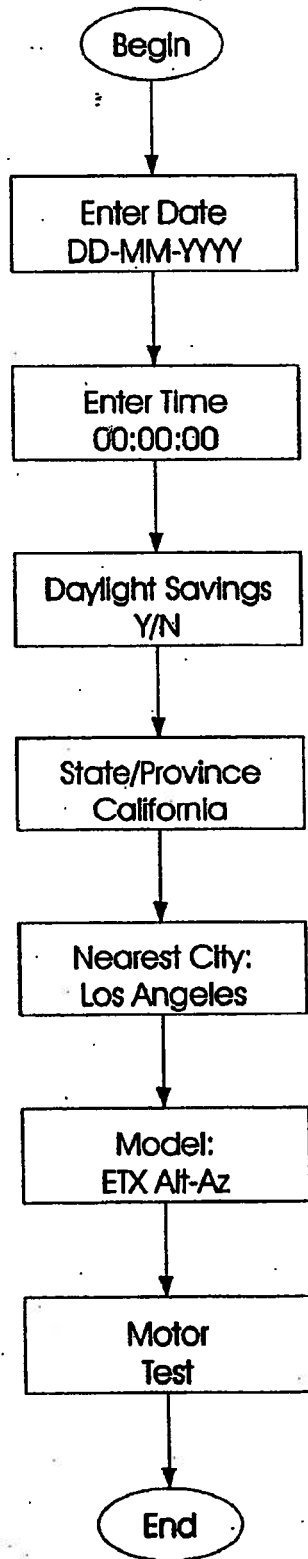 Begin
Enter Date
DD-MM-YYYY
Enter Time
00:00:00
Daylight Savings
Y/N
State/Province
California
Nearest City:
Los Angeles
Model:
ETX Alt-Az
Motor
Test
End